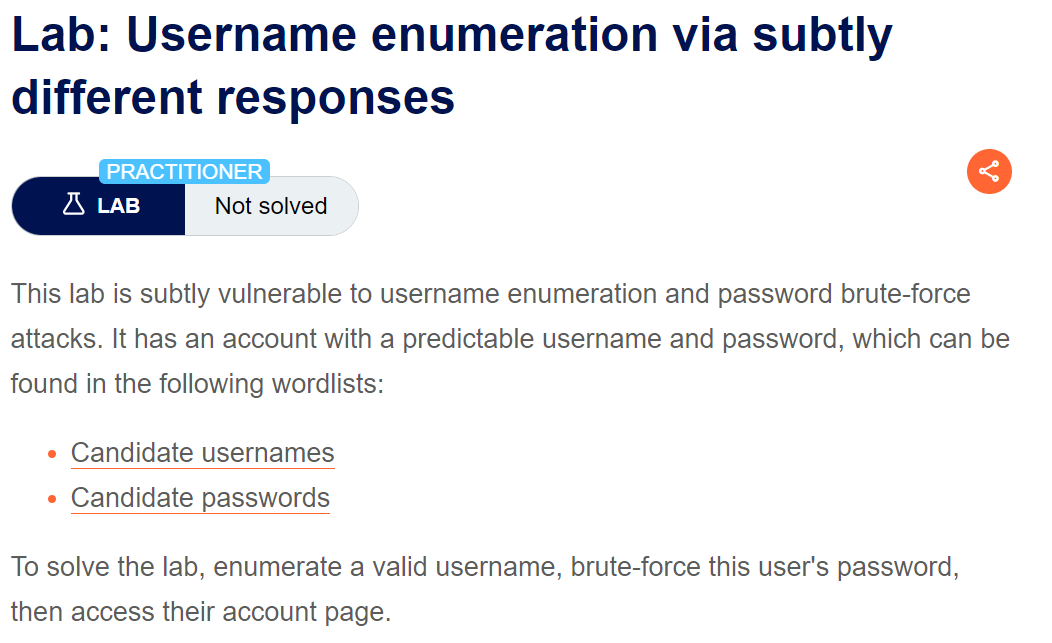 Lab: Username enumeration via subtly
different responses
PRACTITIONER
LAB Not solved
This lab is subtly vulnerable to username enumeration and password brute-force
attacks. It has an account with a predictable username and password, which can be
found in the following wordlists:
Candidate usernames
Candidate passwords
To solve the lab, enumerate a valid username, brute-force this user's password,
then access their account page.